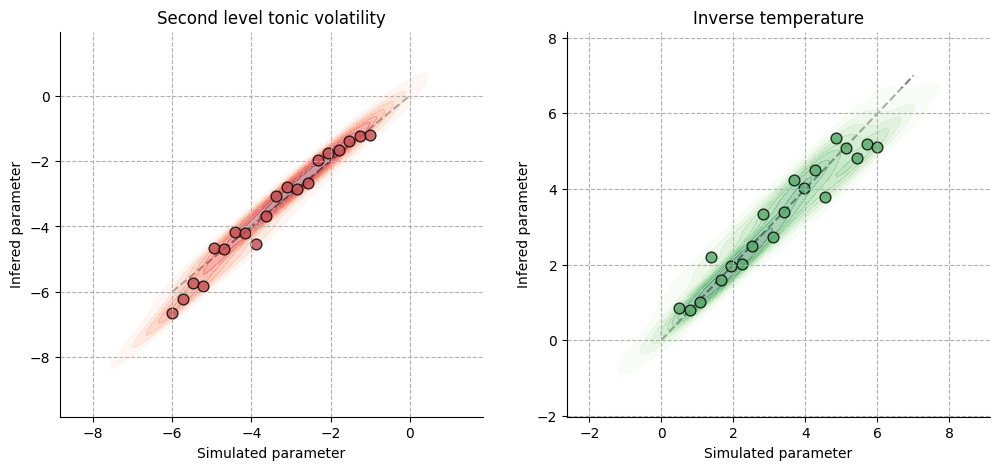 Second level tonic volatility
0
−2
−4
−6
−8
Infered parameter
−8 −6 −4 −2 0
Simulated parameter
Inverse temperature
8
6
4
2
0
−2
Infered parameter
−2 0 2 4 6 8
Simulated parameter